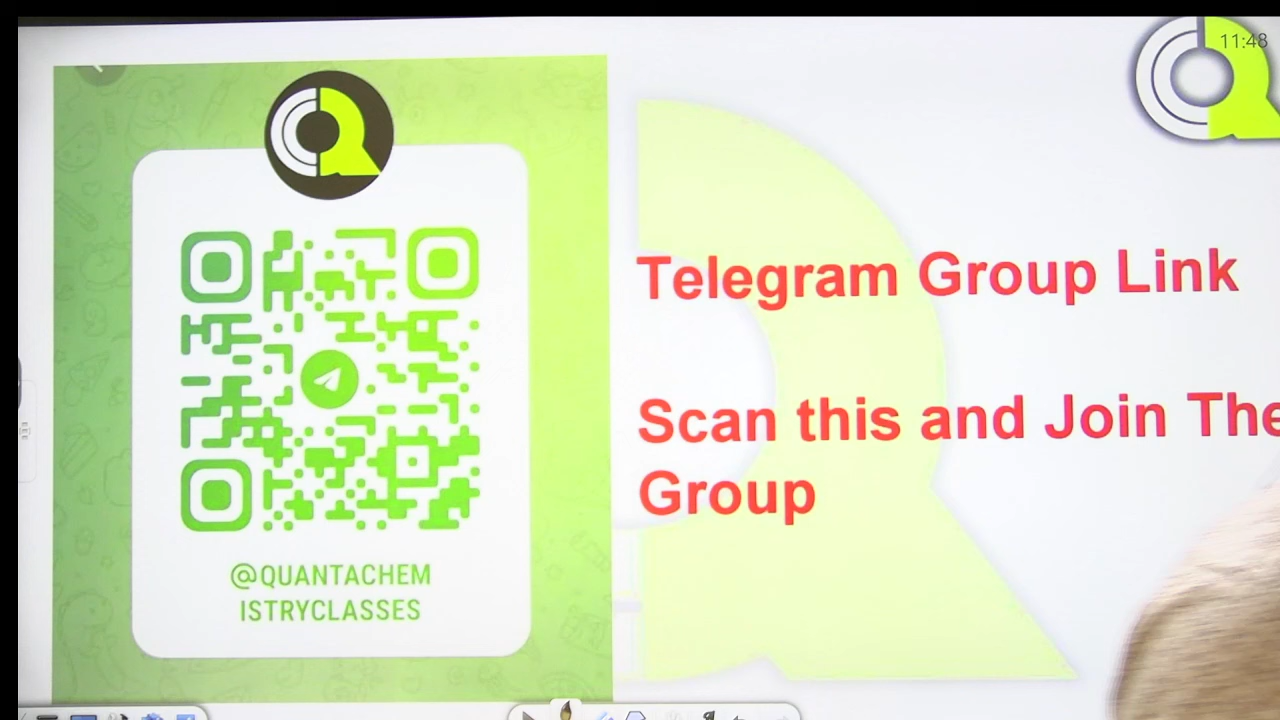 11:48
Telegram Group Link
Scan this and Join The
Group
@QUANTACHEM
ISTRYCLASSES